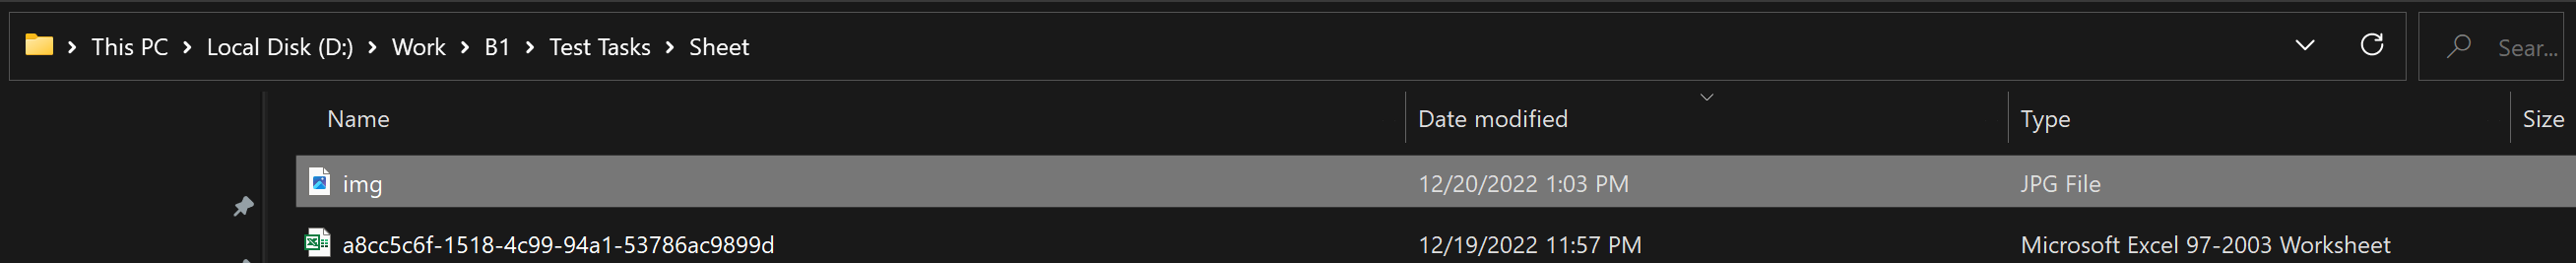 This PC > Local Disk (D:) > Work > B1 > Test Tasks > Sheet Sear...
Name Date modified Type Size
img 12/20/2022 1:03 PM JPG File
a8cc5c6f-1518-4c99-94a1-53786ac9899d 12/19/2022 11:57 PM Microsoft Excel 97-2003 Worksheet